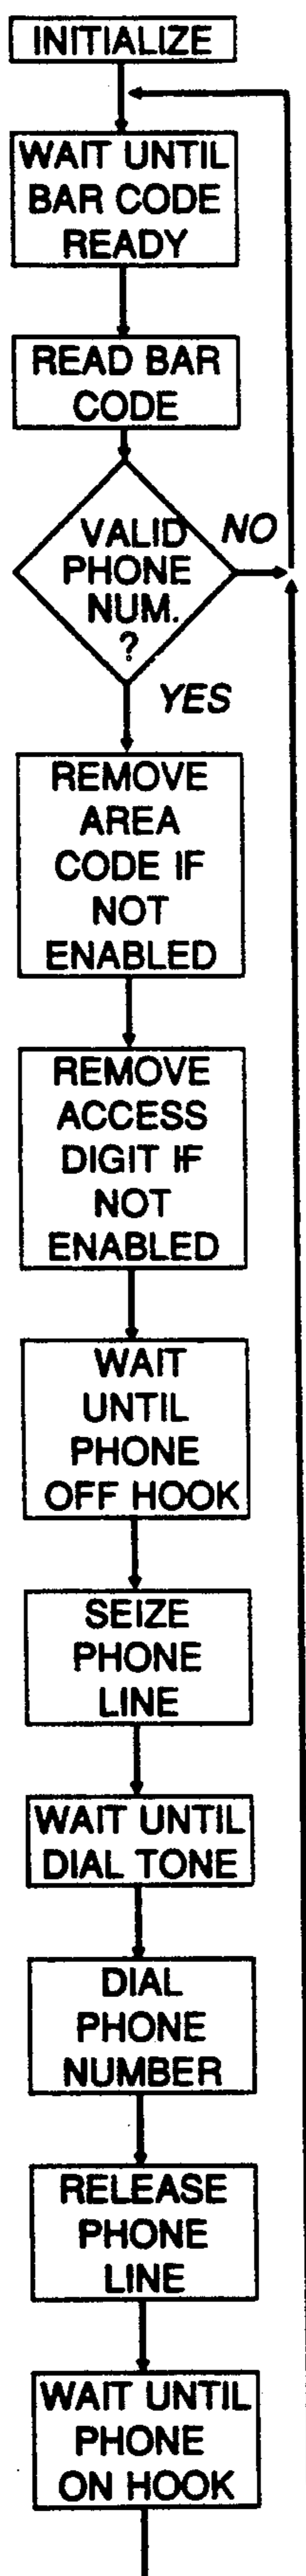 INITIALIZE
WAIT UNTIL
BAR CODE
READY
READ BAR
CODE
VALID
PHONE
NUM.
?
NO
YES
REMOVE
AREA
CODE IF
NOT
ENABLED
REMOVE
ACCESS
DIGIT IF
NOT
ENABLED
WAIT
UNTIL
PHONE
OFF HOOK
SEIZE
PHONE
LINE
WAIT UNTIL
DIAL TONE
DIAL
PHONE
NUMBER
RELEASE
PHONE
LINE
WAIT UNTIL
PHONE
ON HOOK